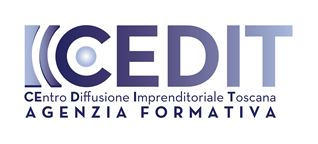 CEDIT
CEntro Diffusione Imprenditoriale Toscana
AGENZIA FORMATIVA